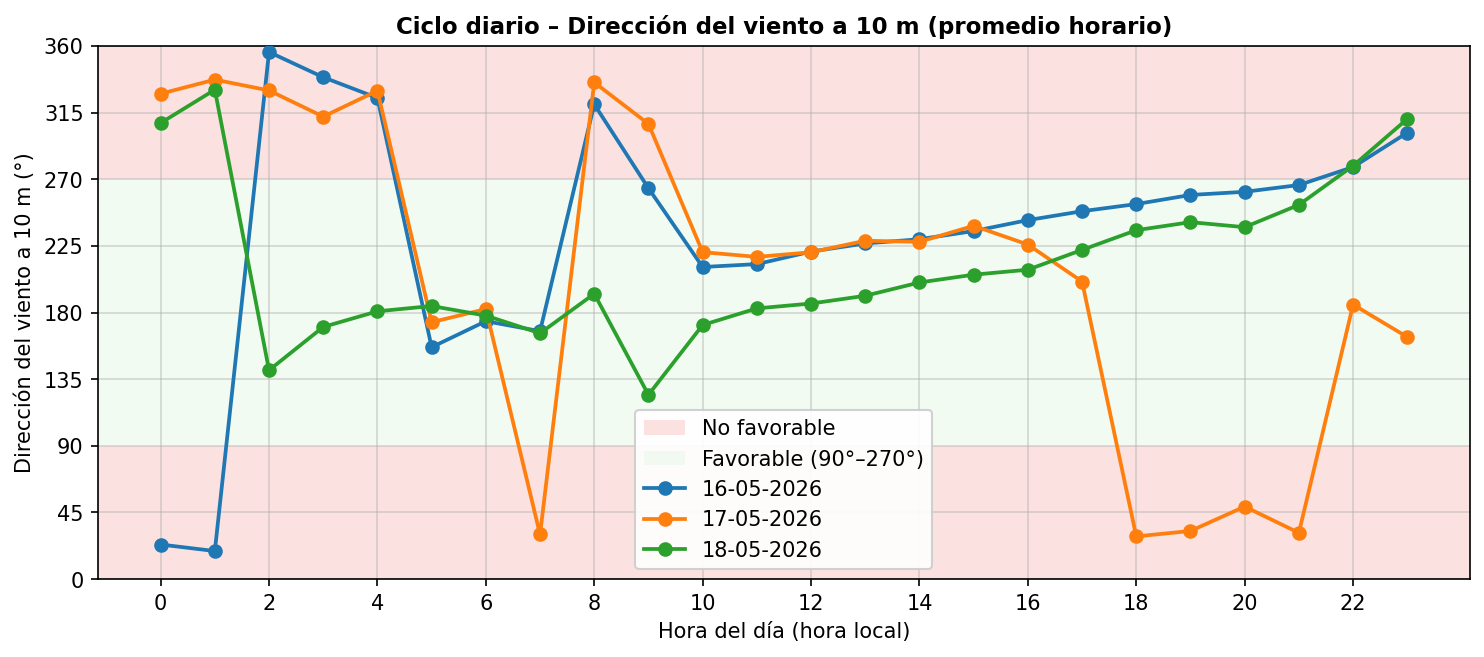 Ciclo diario – Dirección del viento a 10 m (promedio horario)
Dirección del viento a 10 m (°)
360
315
270
225
180
135
90
45
0
No favorable
Favorable (90°–270°)
16-05-2026
17-05-2026
18-05-2026
0 2 4 6 8 10 12 14 16 18 20 22
Hora del día (hora local)